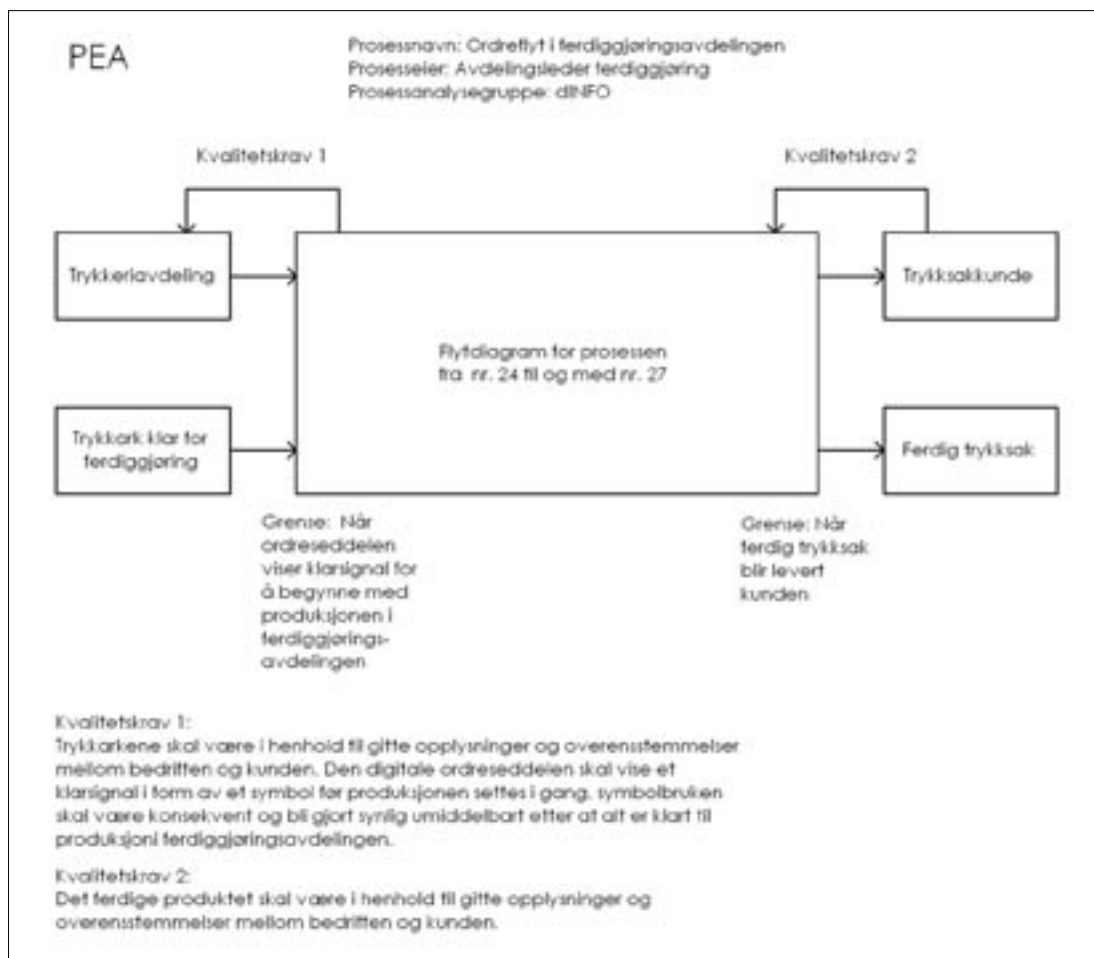 PEA
Prosessnavn: Ordreflyt i ferdiggjøringsavdelingen
Prosesseier: Avdelingsleder ferdiggjøring
Prosessanalysegruppe: dINFO
Kvalitetskrav 1
Kvalitetskrav 2
Trykkeriavdeling
Trykksakkunde
Flytdiagram for prosessen
fra nr. 24 til og med nr. 27
Trykkark klar for
ferdiggjøring
Ferdig trykksak
Grense: Når
ordreseddelen
viser klarsignal for
å begynne med
produksjonen i
ferdiggjørings-
avdelingen
Grense: Når
ferdig trykksak
blir levert
kunden
Kvalitetskrav 1:
Trykkarkene skal være i henhold til gitte opplysninger og overensstemmelser
mellom bedriften og kunden. Den digitale ordreseddelen skal vise et
klarsignal i form av et symbol før produksjonen settes i gang, symbolbruken
skal være konsekvent og bli gjort synlig umiddelbart etter at alt er klart til
produksjoni ferdiggjøringsavdelingen.
Kvalitetskrav 2:
Det ferdige produktet skal være i henhold til gitte opplysninger og
overensstemmelser mellom bedriften og kunden.